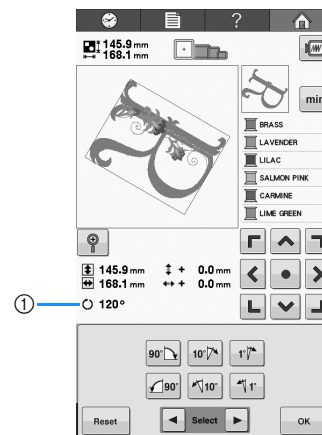 ?
145.9 mm
168.1 mm
min
BRASS
LAVENDER
LILAC
SALMON PINK
CARMINE
LIME GREEN
145.9 mm + 0.0 mm
168.1 mm + 0.0 mm
① 120°
90° 10° 1°
90° 10° 1°
Reset Select OK